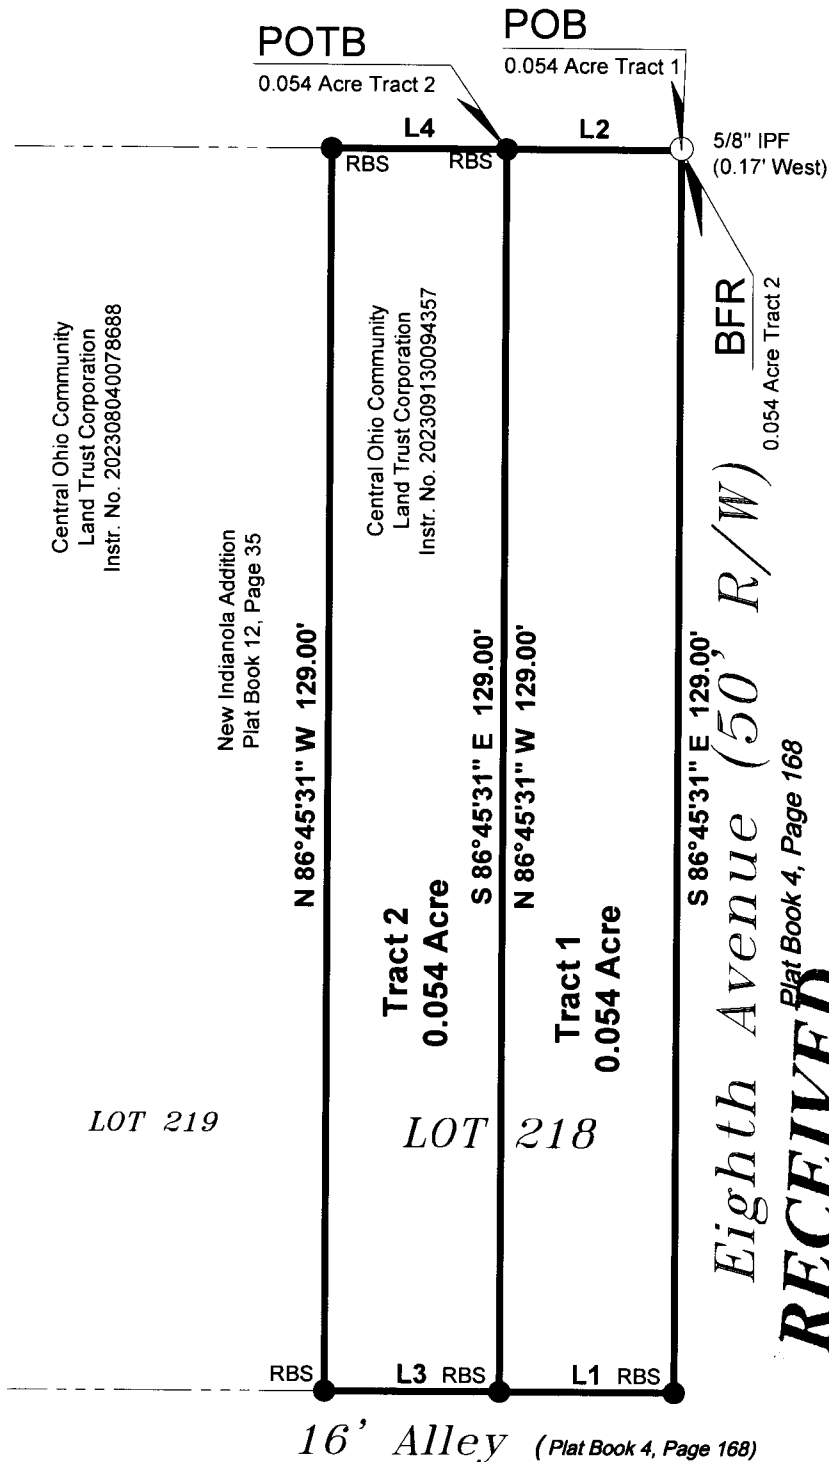 POTB
0.054 Acre Tract 2
POB
0.054 Acre Tract 1
L4
L2
RBS
RBS
5/8" IPF
(0.17' West)
BFR
0.054 Acre Tract 2
Central Ohio Community
Land Trust Corporation
Instr. No. 202308040078688
Central Ohio Community
Land Trust Corporation
Instr. No. 202309130094357
New Indianola Addition
Plat Book 12, Page 35
N 86°45'31" W 129.00'
S 86°45'31" E 129.00'
N 86°45'31" W 129.00'
S 86°45'31" E 129.00'
Tract 2
0.054 Acre
Tract 1
0.054 Acre
Eighth Avenue (50' R/W)
Plat Book 4, Page 168
RECEIVED
LOT 219
LOT 218
RBS
L3
RBS
L1
RBS
16' Alley (Plat Book 4, Page 168)